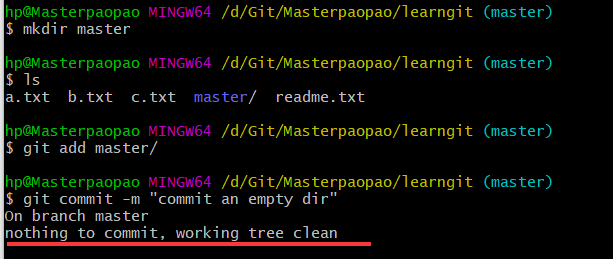 hp@Masterpaopao MINGW64 /d/Git/Masterpaopao/learngit (master)
$ mkdir master
hp@Masterpaopao MINGW64 /d/Git/Masterpaopao/learngit (master)
$ ls
a.txt  b.txt  c.txt  master/  readme.txt
hp@Masterpaopao MINGW64 /d/Git/Masterpaopao/learngit (master)
$ git add master/
hp@Masterpaopao MINGW64 /d/Git/Masterpaopao/learngit (master)
$ git commit -m "commit an empty dir"
On branch master
nothing to commit, working tree clean